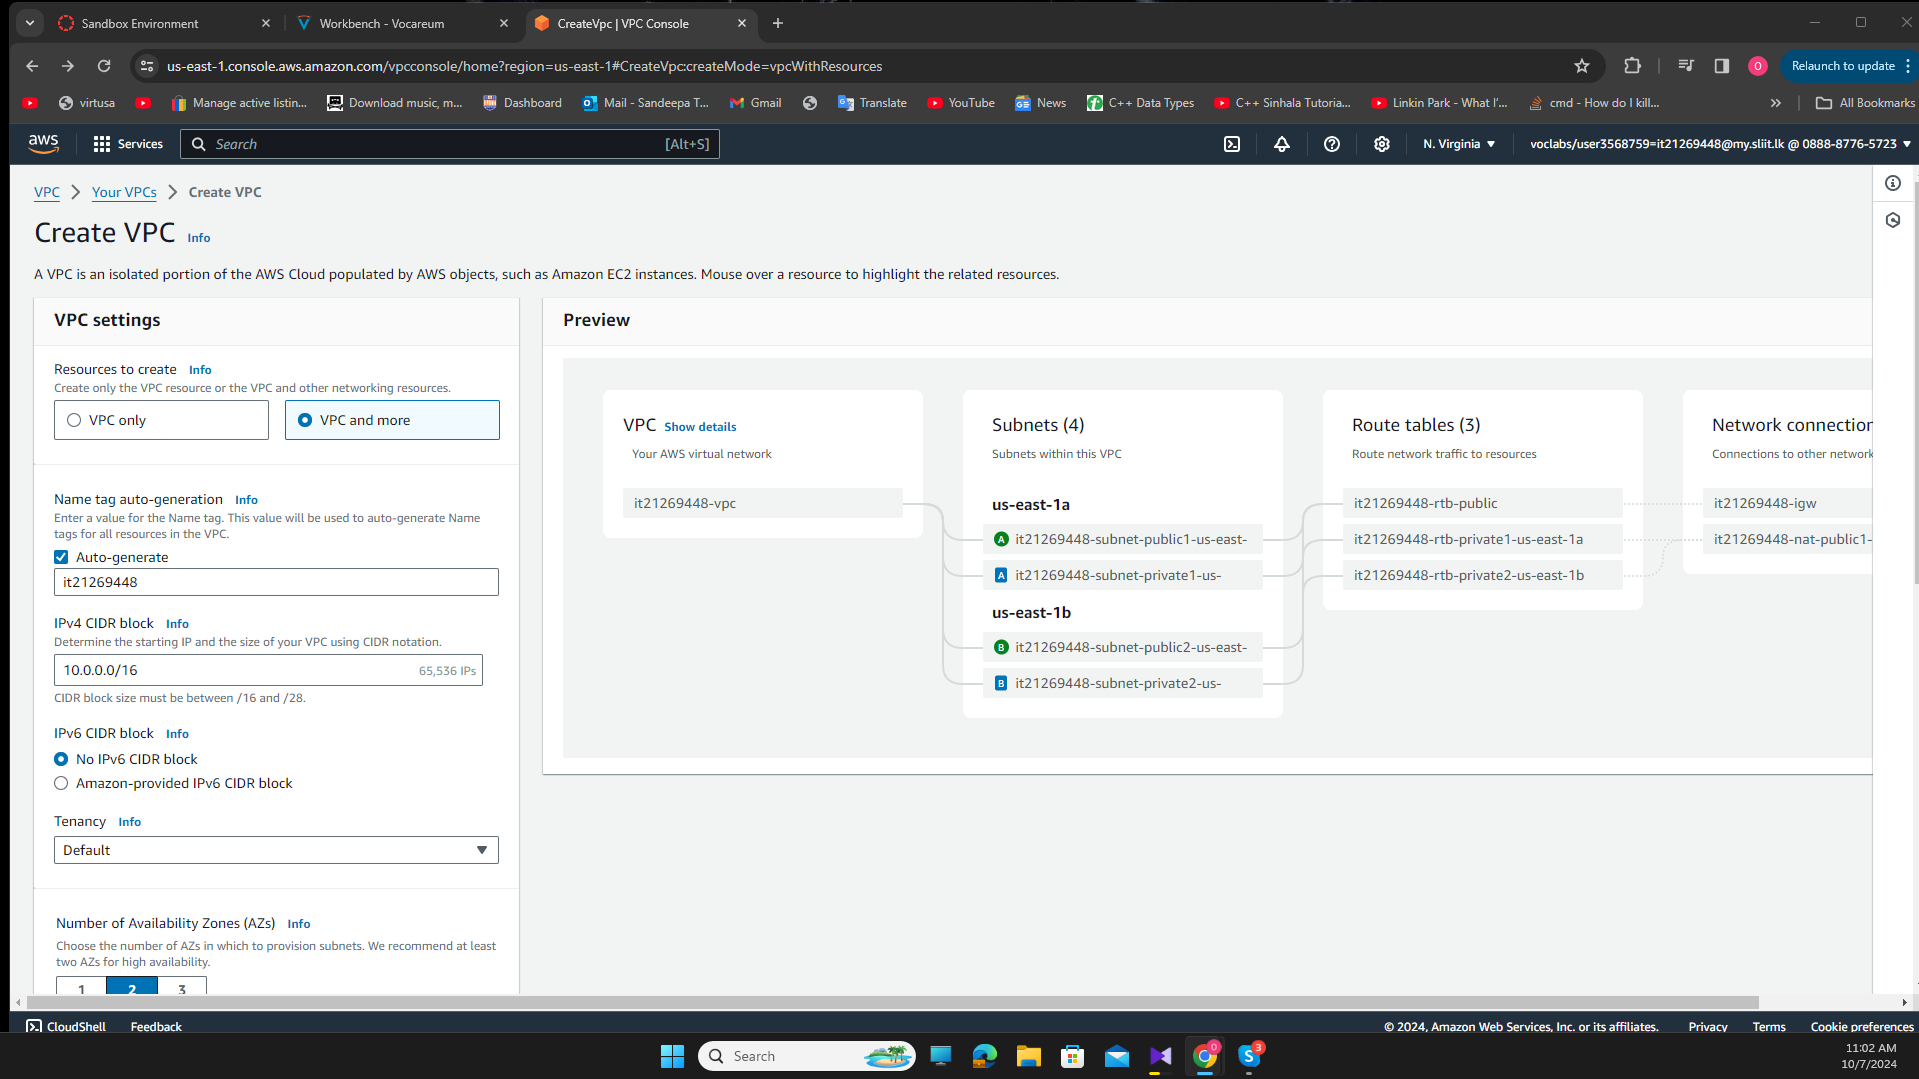 Sandbox Environment
Workbench - Vocareum
CreateVpc | VPC Console
us-east-1.console.aws.amazon.com/vpcconsole/home?region=us-east-1#CreateVpc:createMode=vpcWithResources
O
Relaunch to update
virtusa
Manage active listin...
Download music, m...
Dashboard
Mail - Sandeepa T...
Gmail
Translate
YouTube
News
C++ Data Types
C++ Sinhala Tutoria...
Linkin Park - What I'...
cmd - How do I kill...
All Bookmarks
aws
Services
Search
[Alt+S]
N. Virginia
voclabs/user3568759=it21269448@my.sliit.lk @ 0888-8776-5723
VPC
Your VPCs
Create VPC
Create VPC
Info
A VPC is an isolated portion of the AWS Cloud populated by AWS objects, such as Amazon EC2 instances. Mouse over a resource to highlight the related resources.
VPC settings
Resources to create
Info
Create only the VPC resource or the VPC and other networking resources.
VPC only
VPC and more
Name tag auto-generation
Info
Enter a value for the Name tag. This value will be used to auto-generate Name
tags for all resources in the VPC.
Auto-generate
it21269448
IPv4 CIDR block
Info
Determine the starting IP and the size of your VPC using CIDR notation.
10.0.0.0/16
65,536 IPs
CIDR block size must be between /16 and /28.
IPv6 CIDR block
Info
No IPv6 CIDR block
Amazon-provided IPv6 CIDR block
Tenancy
Info
Default
Number of Availability Zones (AZs)
Info
Choose the number of AZs in which to provision subnets. We recommend at least
two AZs for high availability.
1
2
3
Preview
VPC
Show details
Your AWS virtual network
it21269448-vpc
Subnets (4)
Subnets within this VPC
us-east-1a
A
it21269448-subnet-public1-us-east-
A
it21269448-subnet-private1-us-
us-east-1b
B
it21269448-subnet-public2-us-east-
B
it21269448-subnet-private2-us-
Route tables (3)
Route network traffic to resources
it21269448-rtb-public
it21269448-rtb-private1-us-east-1a
it21269448-rtb-private2-us-east-1b
Network connection
Connections to other network
it21269448-igw
it21269448-nat-public1-
CloudShell
Feedback
© 2024, Amazon Web Services, Inc. or its affiliates.
Privacy
Terms
Cookie preferences
Search
0
S
3
11:02 AM
10/7/2024